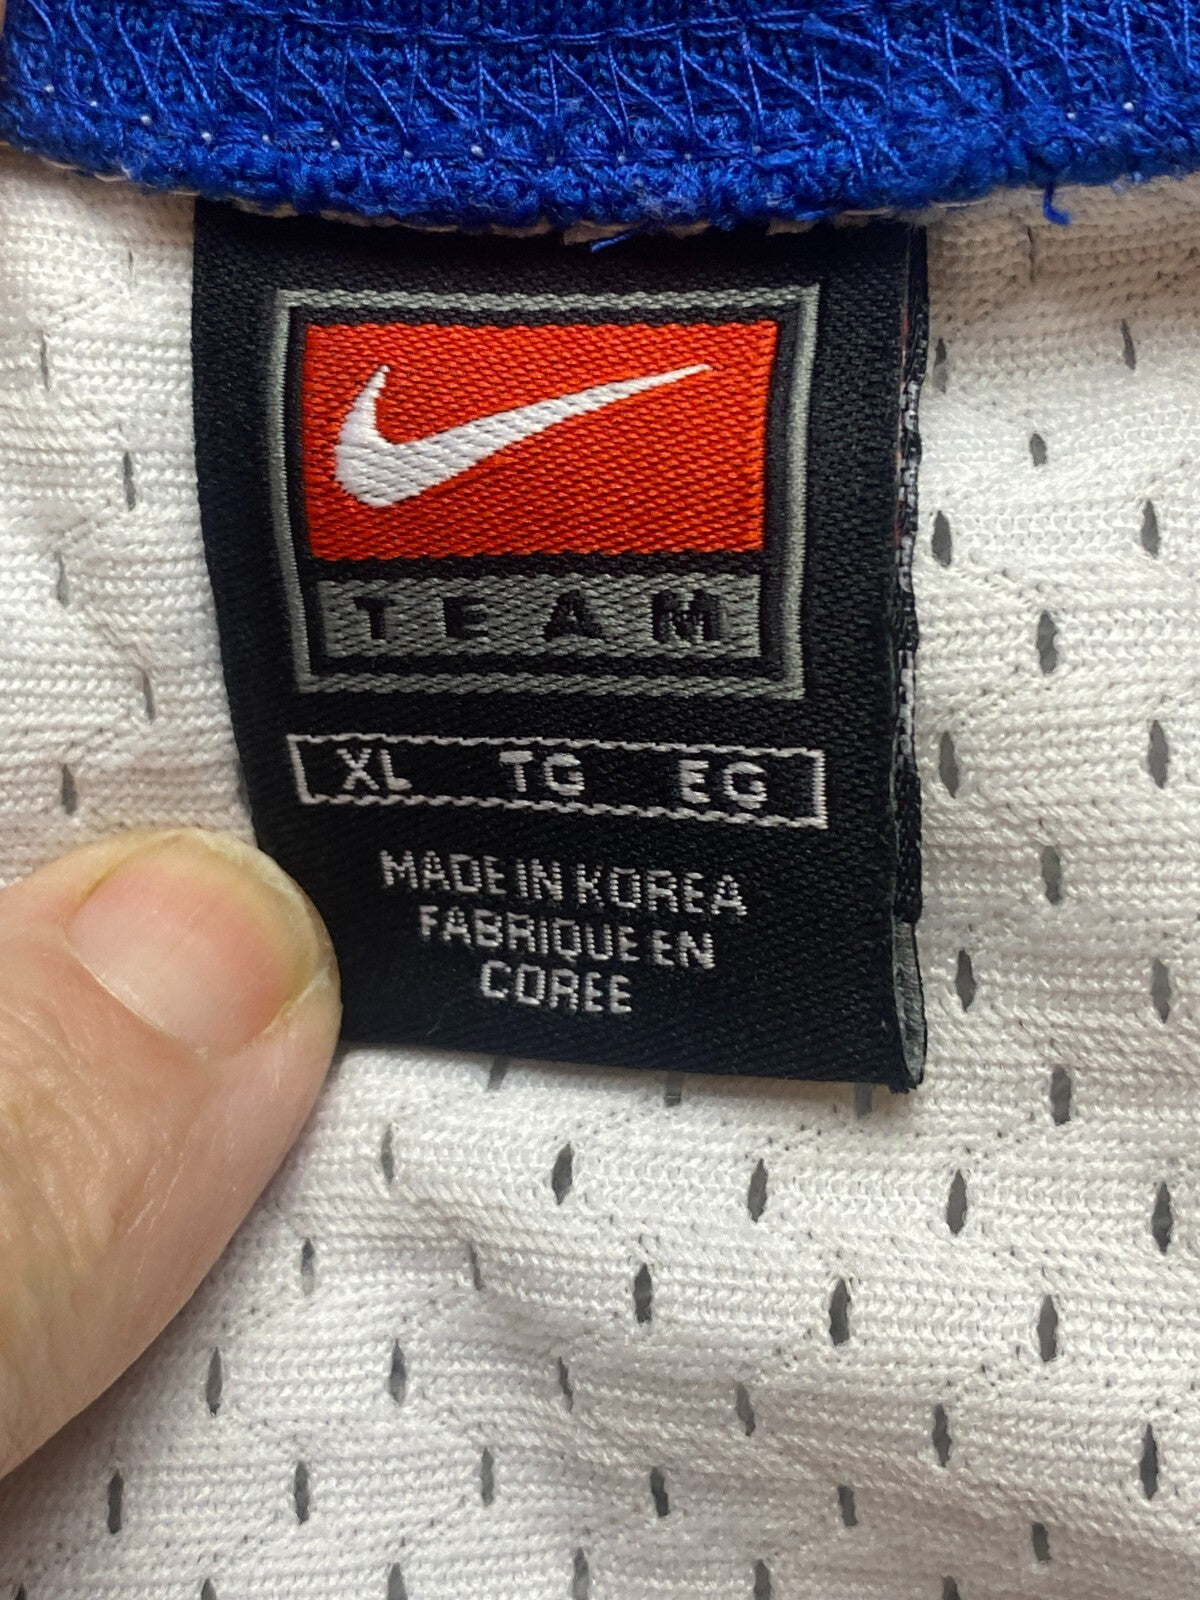 TEAM
XL TG EG
MADE IN KOREA
FABRIQUE EN
COREE